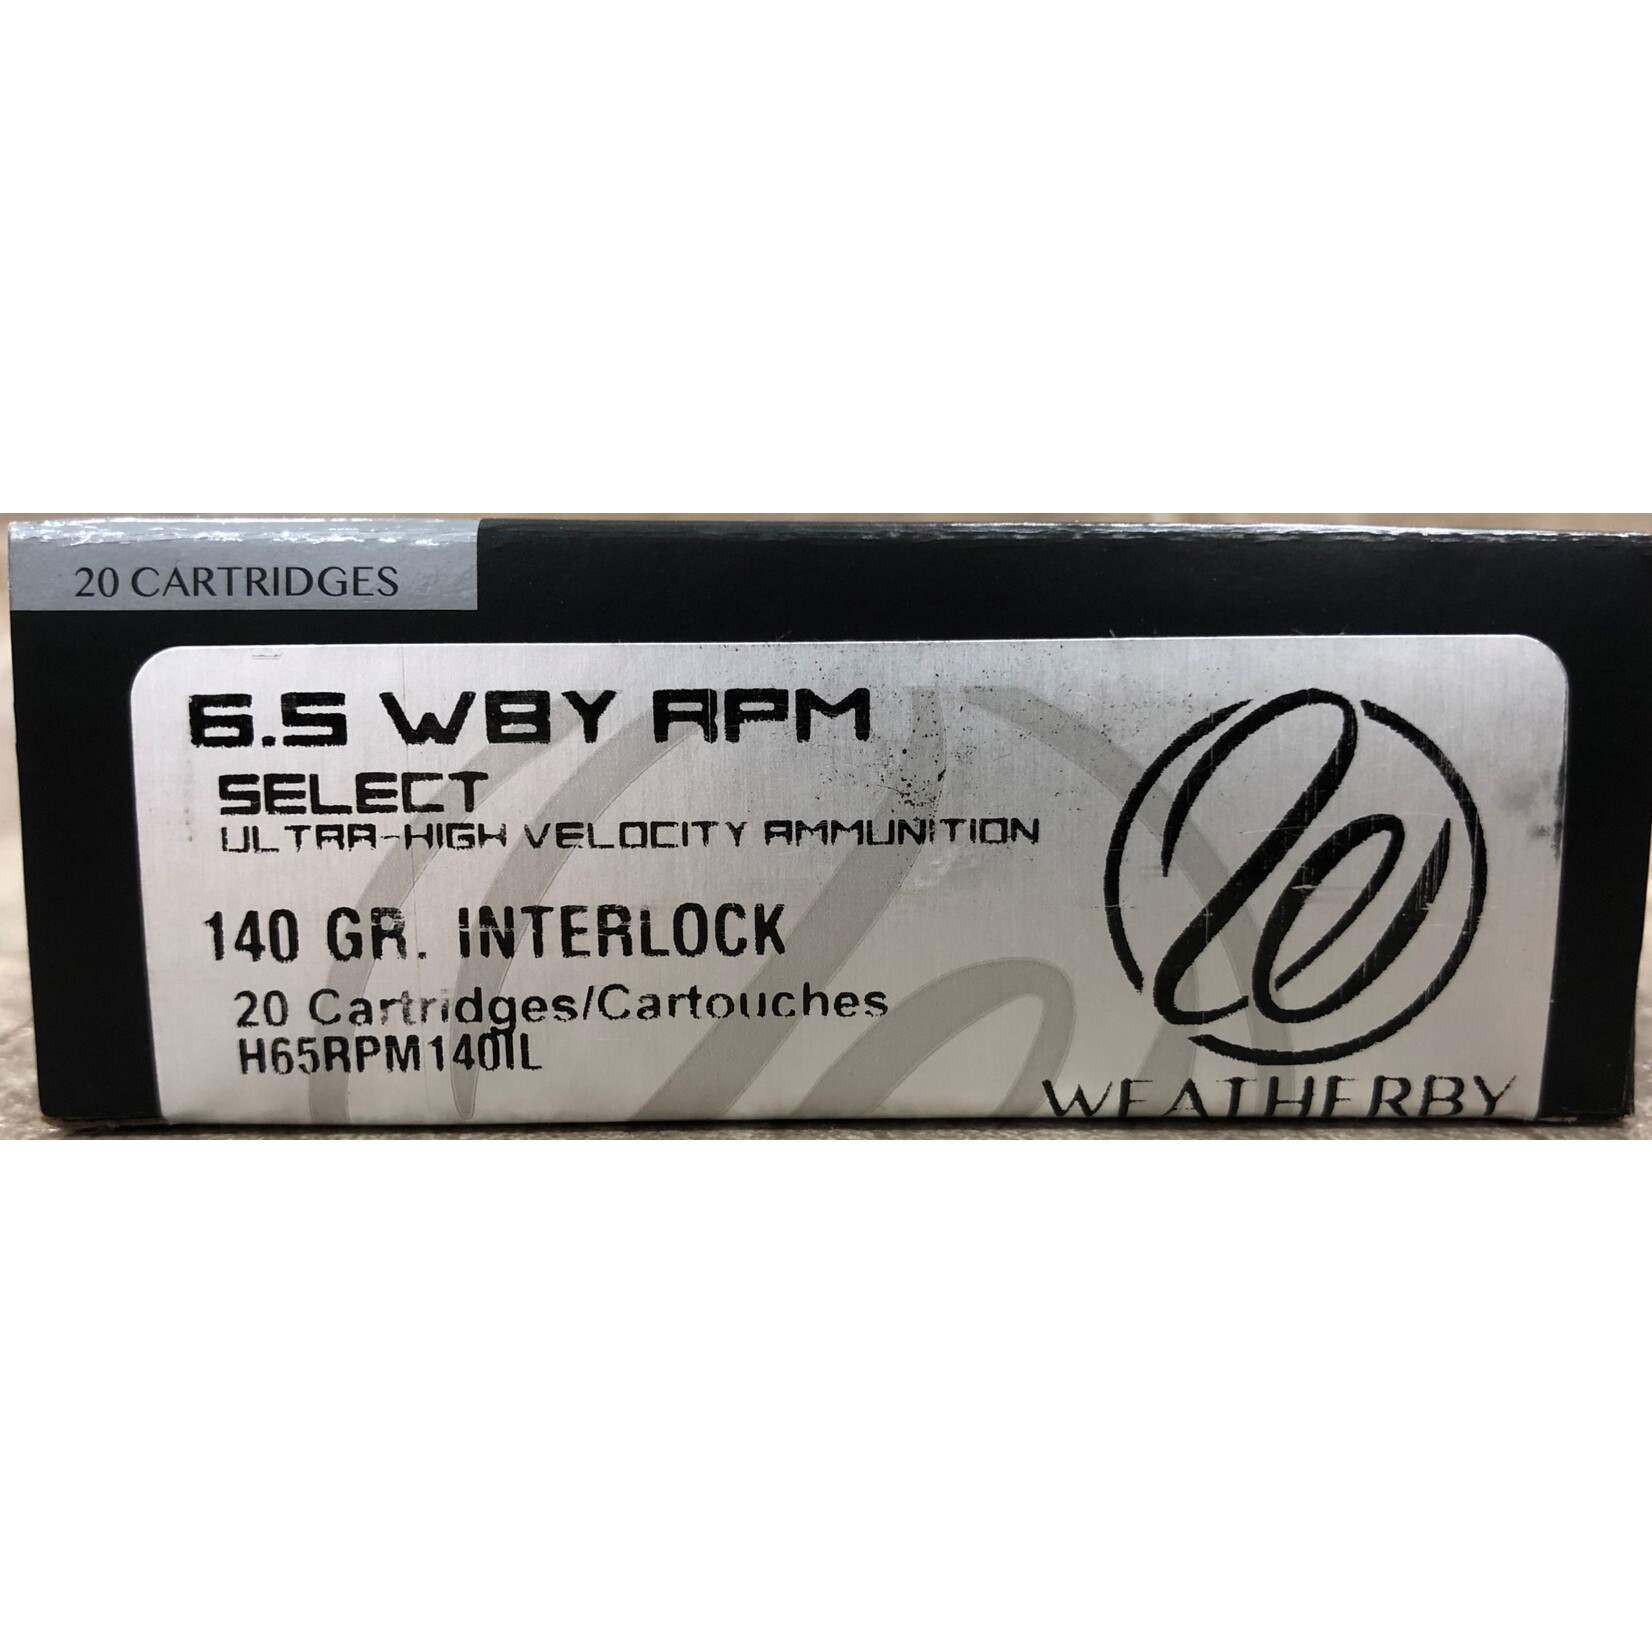 20 CARTRIDGES
6.5 WBY RPM
SELECT
ULTRA-HIGH VELOCITY AMMUNITION
140 GR. INTERLOCK
20 Cartridges/Cartouches
H65RPM140IL
WEATHERBY